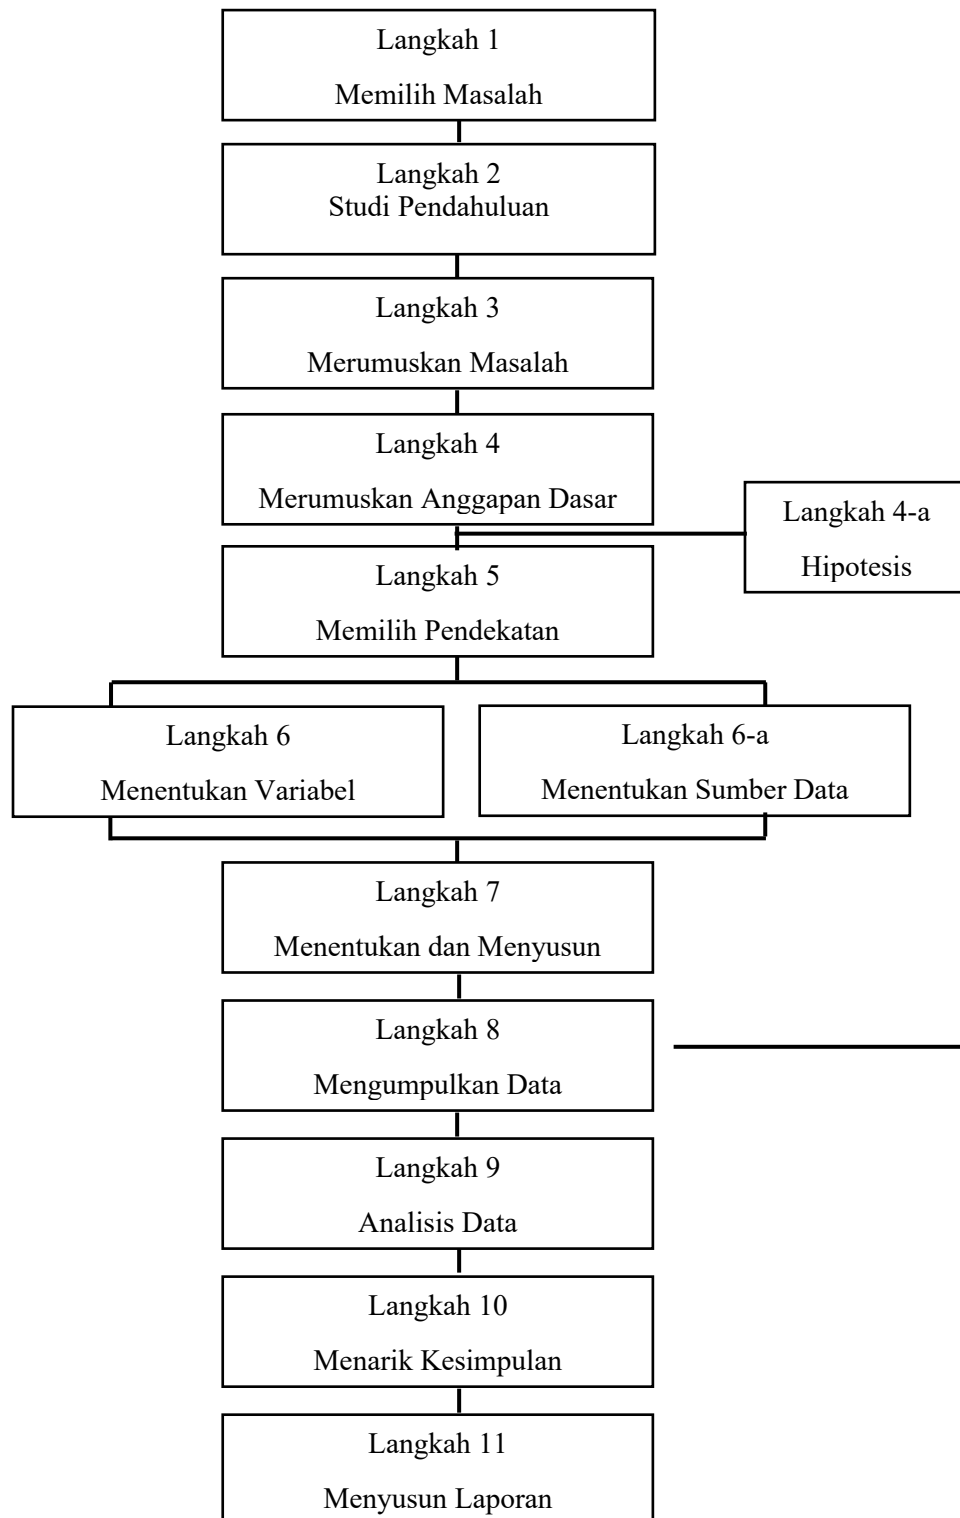 Langkah 1
Memilih Masalah
Langkah 2
Studi Pendahuluan
Langkah 3
Merumuskan Masalah
Langkah 4
Merumuskan Anggapan Dasar
Langkah 4-a
Hipotesis
Langkah 5
Memilih Pendekatan
Langkah 6
Menentukan Variabel
Langkah 6-a
Menentukan Sumber Data
Langkah 7
Menentukan dan Menyusun
Langkah 8
Mengumpulkan Data
Langkah 9
Analisis Data
Langkah 10
Menarik Kesimpulan
Langkah 11
Menyusun Laporan